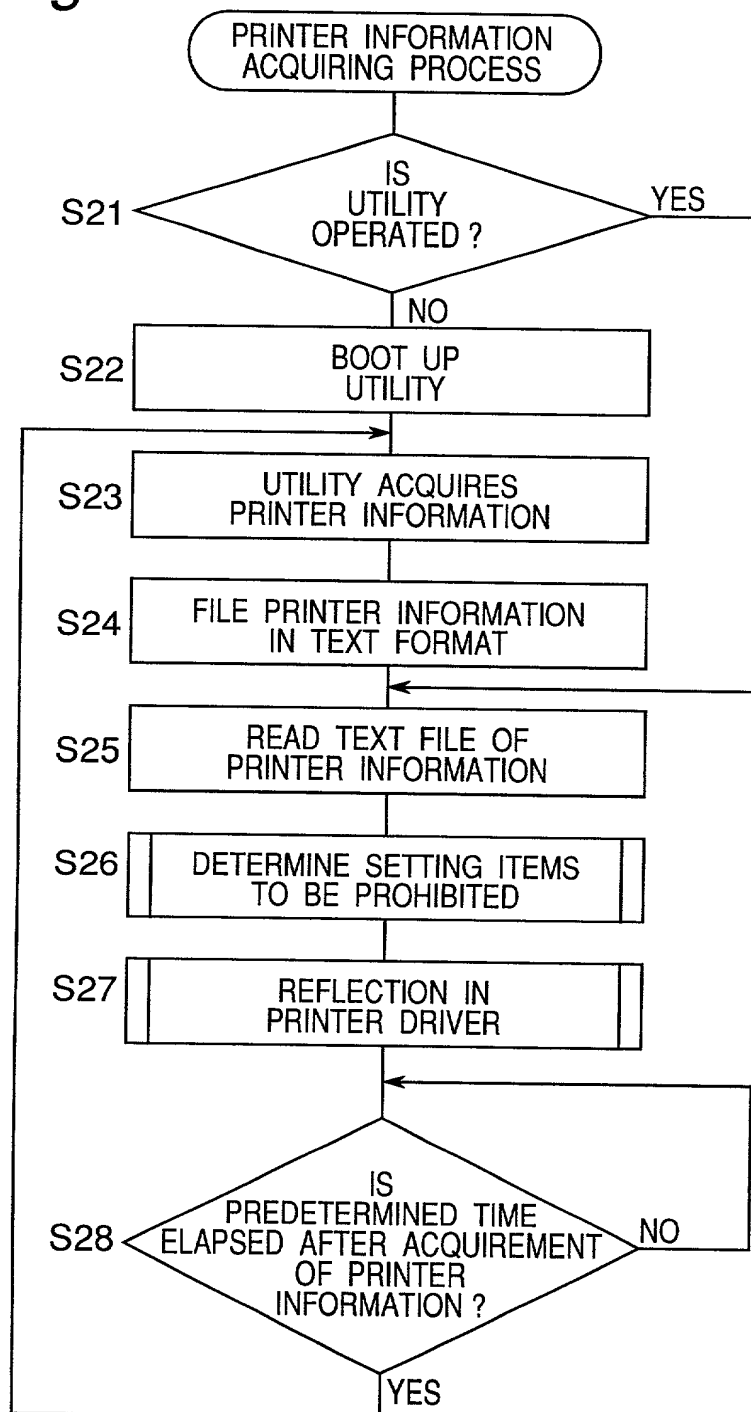 PRINTER INFORMATION
ACQUIRING PROCESS
S21
IS
UTILITY
OPERATED ?
YES
NO
S22
BOOT UP
UTILITY
S23
UTILITY ACQUIRES
PRINTER INFORMATION
S24
FILE PRINTER INFORMATION
IN TEXT FORMAT
S25
READ TEXT FILE OF
PRINTER INFORMATION
S26
DETERMINE SETTING ITEMS
TO BE PROHIBITED
S27
REFLECTION IN
PRINTER DRIVER
S28
IS
PREDETERMINED TIME
ELAPSED AFTER ACQUIREMENT
OF PRINTER
INFORMATION ?
NO
YES